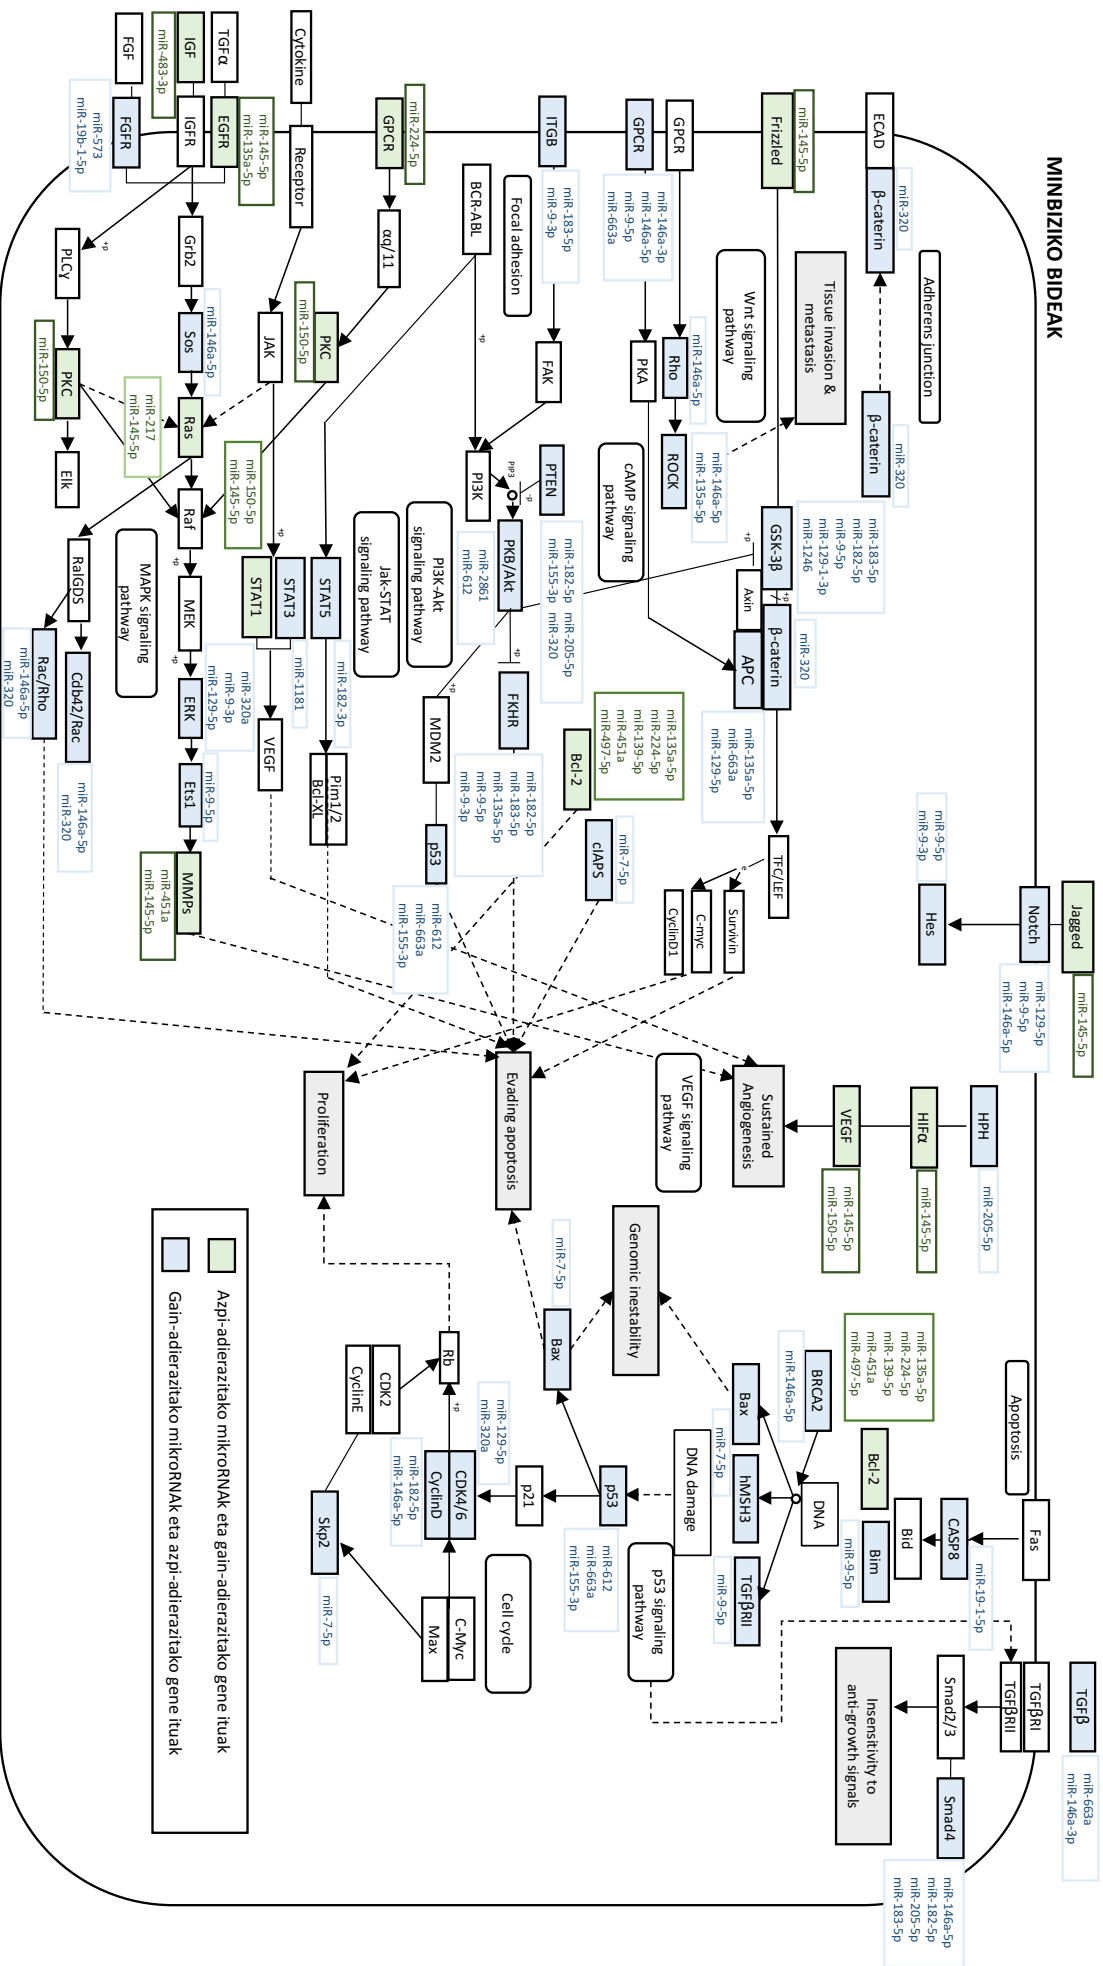 MINBIZIKO BIDEAK
Jagged
miR-145-5p
TGFβ
miR-663a
miR-146a-3p
Notch
miR-129-5p
miR-9-5p
miR-146a-5p
HPH
miR-205-5p
Apoptosis
Fas
TGFβRI
TGFβRII
Adherens junction
miR-9-5p
miR-9-3p
Hes
HIFα
miR-145-5p
miR-135a-5p
miR-224-5p
miR-139-5p
miR-451a
miR-497-5p
CASP8
miR-19-1-5p
Smad2/3
Smad4
miR-146a-5p
miR-182-5p
miR-205-5p
miR-183-5p
ECAD
miR-320
β-caterin
miR-320
β-caterin
VEGF
miR-145-5p
miR-150-5p
Bcl-2
Bid
Bim
miR-9-5p
Insensitivity to
anti-growth signals
miR-145-5p
Frizzled
Tissue invasion &
metastasis
miR-183-5p
miR-182-5p
miR-9-5p
miR-129-1-3p
miR-1246
GSK-3β
+p
+p
Axin
β-caterin
miR-320
APC
miR-135a-5p
miR-663a
miR-129-5p
TFC/LEF
e
Survivin
C-myc
CyclinD1
Sustained
Angiogenesis
BRCA2
miR-146a-5p
DNA
Bax
miR-7-5p
hMSH3
TGFβRII
miR-9-5p
Wnt signaling
pathway
GPCR
Rho
miR-146a-5p
ROCK
miR-146a-5p
miR-135a-5p
VEGF signaling
pathway
DNA damage
p53 signaling
pathway
GPCR
miR-146a-3p
miR-146a-5p
miR-9-5p
miR-663a
PKA
cAMP signaling
pathway
miR-135a-5p
miR-224-5p
miR-139-5p
miR-451a
miR-497-5p
Bcl-2
cIAPS
miR-7-5p
Genomic inestability
p53
miR-612
miR-663a
miR-155-3p
ITGB
miR-183-5p
miR-9-3p
FAK
PTEN
-p
PIP3
miR-182-5p
miR-155-3p
miR-205-5p
miR-320
miR-7-5p
Bax
Focal adhesion
PKB/Akt
miR-2861
miR-612
+p
FKHR
miR-182-5p
miR-183-5p
miR-135a-5p
miR-9-5p
miR-9-3p
Evading apoptosis
p21
Cell cycle
BCR-ABL
+p
PI3K
PI3K-Akt
signaling pathway
+p
MDM2
p53
miR-612
miR-663a
miR-155-3p
Rb
+p
miR-129-5p
miR-320a
CDK4/6
CyclinD
miR-182-5p
miR-146a-5p
C-Myc
Max
miR-224-5p
GPCR
αq/11
Jak-STAT
signaling pathway
CDK2
CyclinE
Skp2
miR-7-5p
PKC
miR-150-5p
STAT5
miR-182-3p
Pim1/2
Bcl-XL
Proliferation
Cytokine
Receptor
JAK
+p
STAT3
STAT1
miR-1181
VEGF
miR-150-5p
miR-145-5p
TGFα
EGFR
miR-145-5p
miR-135a-5p
IGF
miR-483-3p
IGFR
Grb2
Sos
miR-146a-5p
Ras
miR-217
miR-145-5p
Raf
+p
MEK
+p
ERK
miR-320a
miR-9-3p
miR-129-5p
Ets1
miR-9-5p
MMPs
miR-451a
miR-145-5p
FGF
FGFR
miR-573
miR-19b-1-5p
MAPK signaling
pathway
+p
PLCγ
PKC
miR-150-5p
Elk
RalGDS
Cdb42/Rac
miR-146a-5p
miR-320
Rac/Rho
miR-146a-5p
miR-320
Azpi-adierazitako mikroRNAk eta gain-adierazitako gene ituak
Gain-adierazitako mikroRNAk eta azpi-adierazitako gene ituak